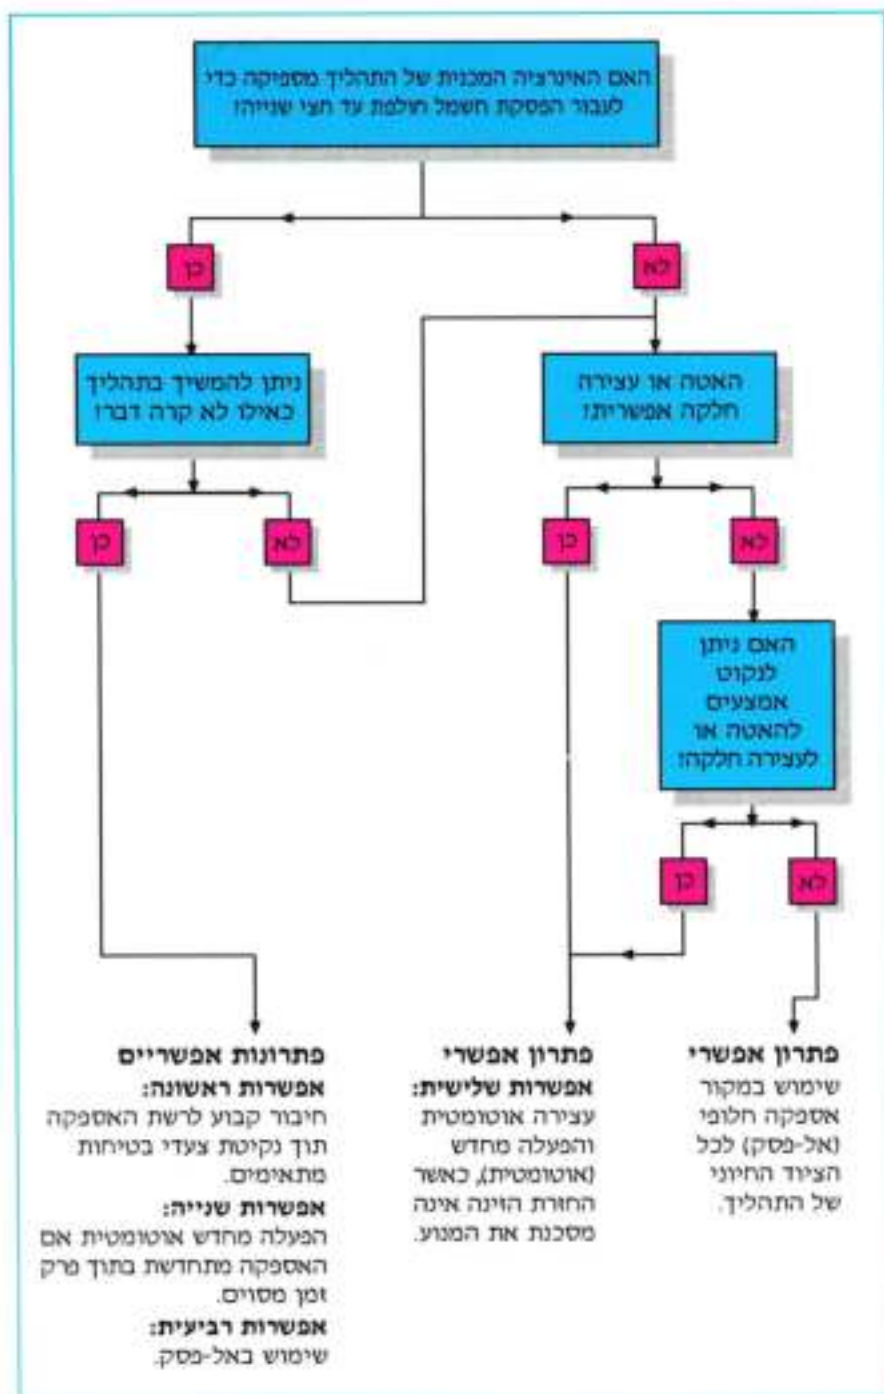 האם האינרציה המכנית של התהליך מספיקה כדי
לעבור הפסקת חשמל חולפת עד חצי שנייה?
לא
כן
האטה או עצירה
חלקה אפשרית?
ניתן להמשיך בתהליך
כאילו לא קרה דבר?
לא
כן
לא
כן
האם ניתן
לנקוט
אמצעים
להאטה או
לעצירה חלקה?
לא
כן
פתרון אפשרי
שימוש במקור
אספקה חלופי
(אל-פסק) לכל
הציוד החיוני
של התהליך.
פתרון אפשרי
אפשרות שלישית:
עצירה אוטומטית
והפעלה מחדש
(אוטומטית), כאשר
החזרת הזינה אינה
מסכנת את המנוע.
פתרונות אפשריים
אפשרות ראשונה:
חיבור קבוע לרשת האספקה
תוך נקיטת צעדי בטיחות
מתאימים.
אפשרות שנייה:
הפעלה מחדש אוטומטית אם
האספקה מתחדשת בתוך פרק
זמן מסוים.
אפשרות רביעית:
שימוש באל-פסק.